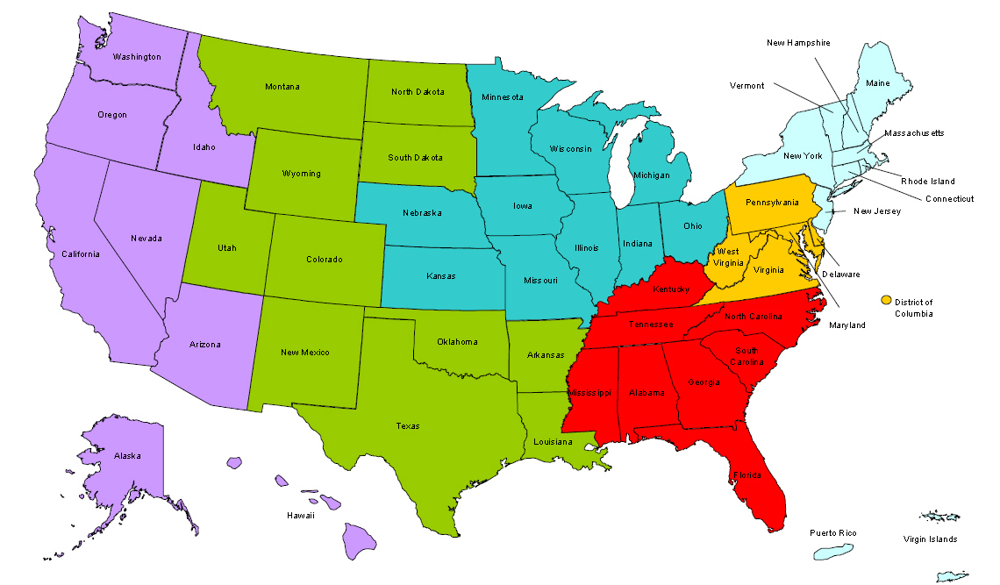 New Hampshire
Washington
Vermont
Maine
Montana
North Dakota
Minnesota
Oregon
Massachusetts
Idaho
Wisconsin
New York
South Dakota
Wyoming
Michigan
Rhode Island
Connecticut
Pennsylvania
Nebraska
Iowa
New Jersey
Ohio
Nevada
Indiana
Utah
Illinois
California
West
Virginia
Colorado
Virginia
Delaware
Kansas
Missouri
Kentucky
District of
Columbia
North Carolina
Tennessee
Maryland
Oklahoma
Arizona
New Mexico
Arkansas
South
Carolina
Georgia
Mississippi
Alabama
Texas
Louisiana
Alaska
Florida
Hawaii
Puerto Rico
Virgin Islands